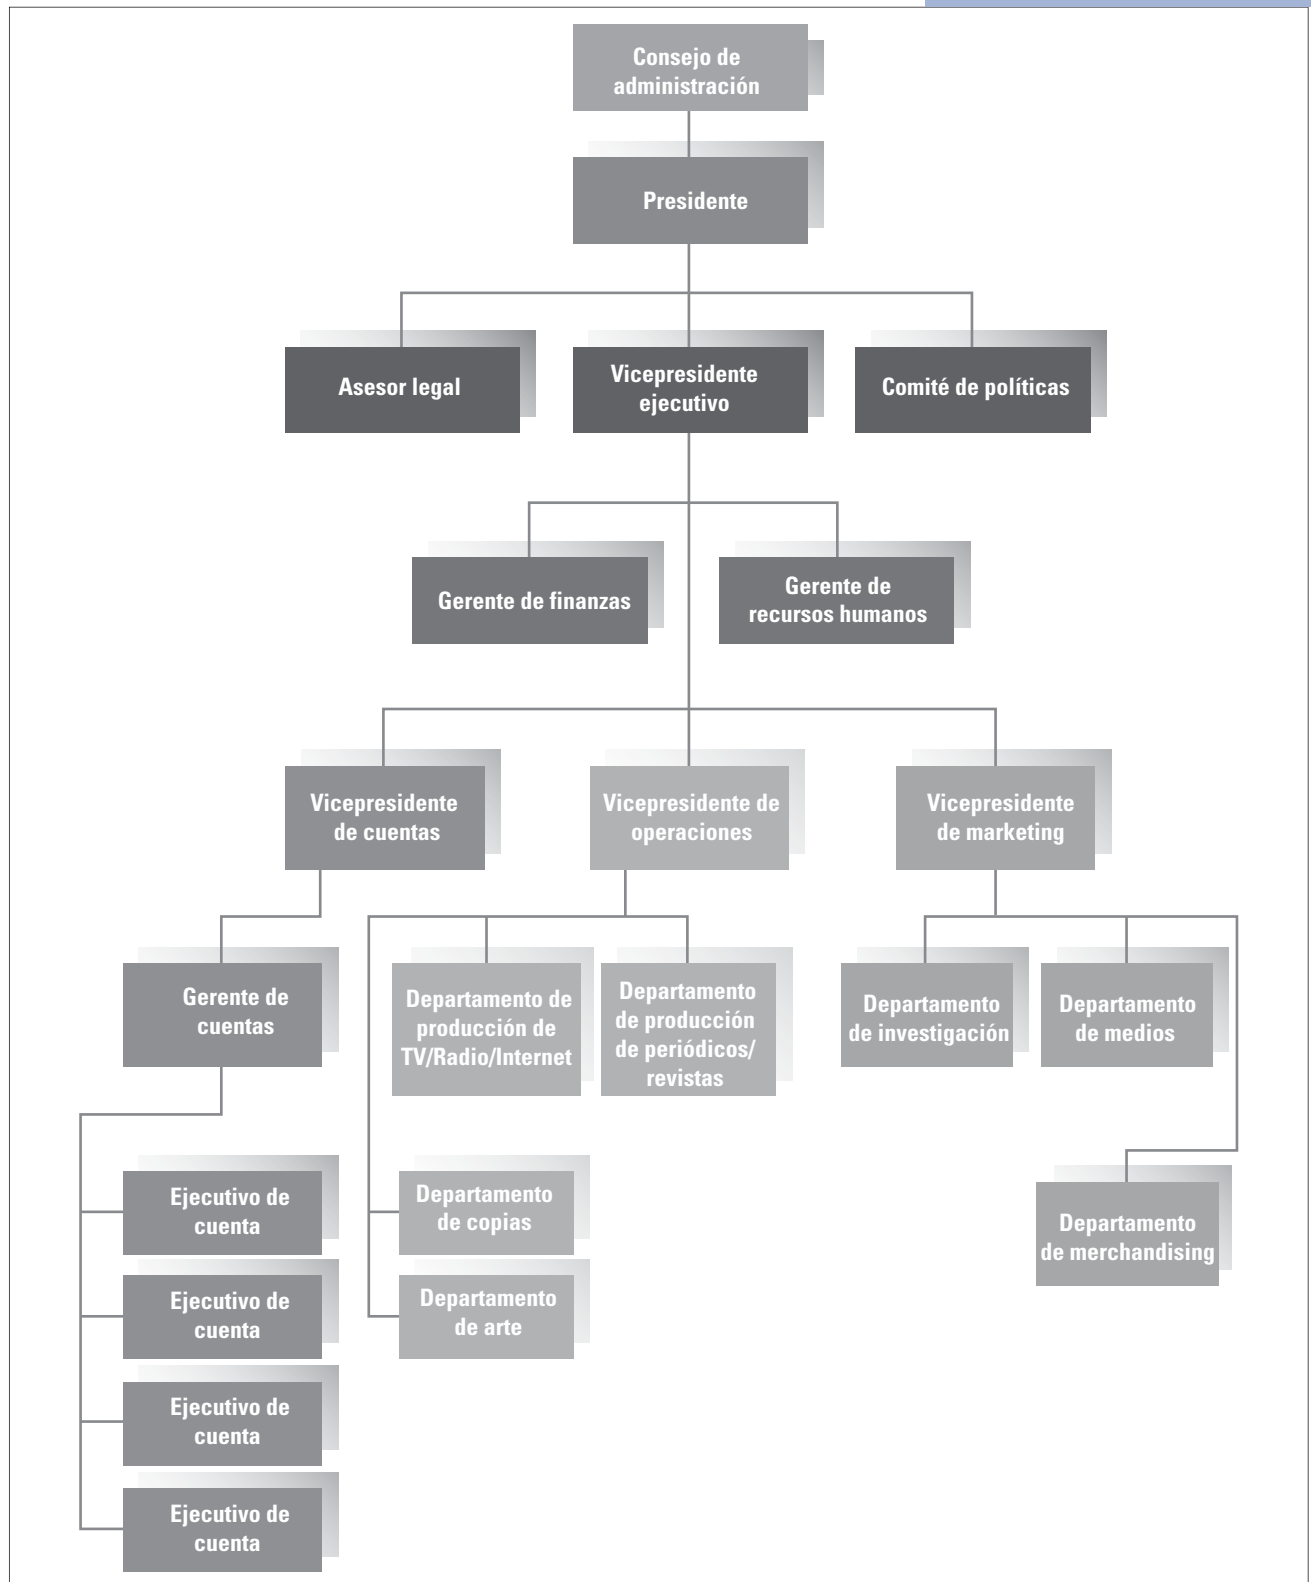 Consejo de
administración
Presidente
Asesor legal
Vicepresidente
ejecutivo
Comité de políticas
Gerente de finanzas
Gerente de
recursos humanos
Vicepresidente
de cuentas
Vicepresidente de
operaciones
Vicepresidente
de marketing
Gerente de
cuentas
Departamento de
producción de
TV/Radio/Internet
Departamento
de producción
de periódicos/
revistas
Departamento
de investigación
Departamento
de medios
Ejecutivo de
cuenta
Ejecutivo de
cuenta
Ejecutivo de
cuenta
Ejecutivo de
cuenta
Departamento
de copias
Departamento
de arte
Departamento
de merchandising